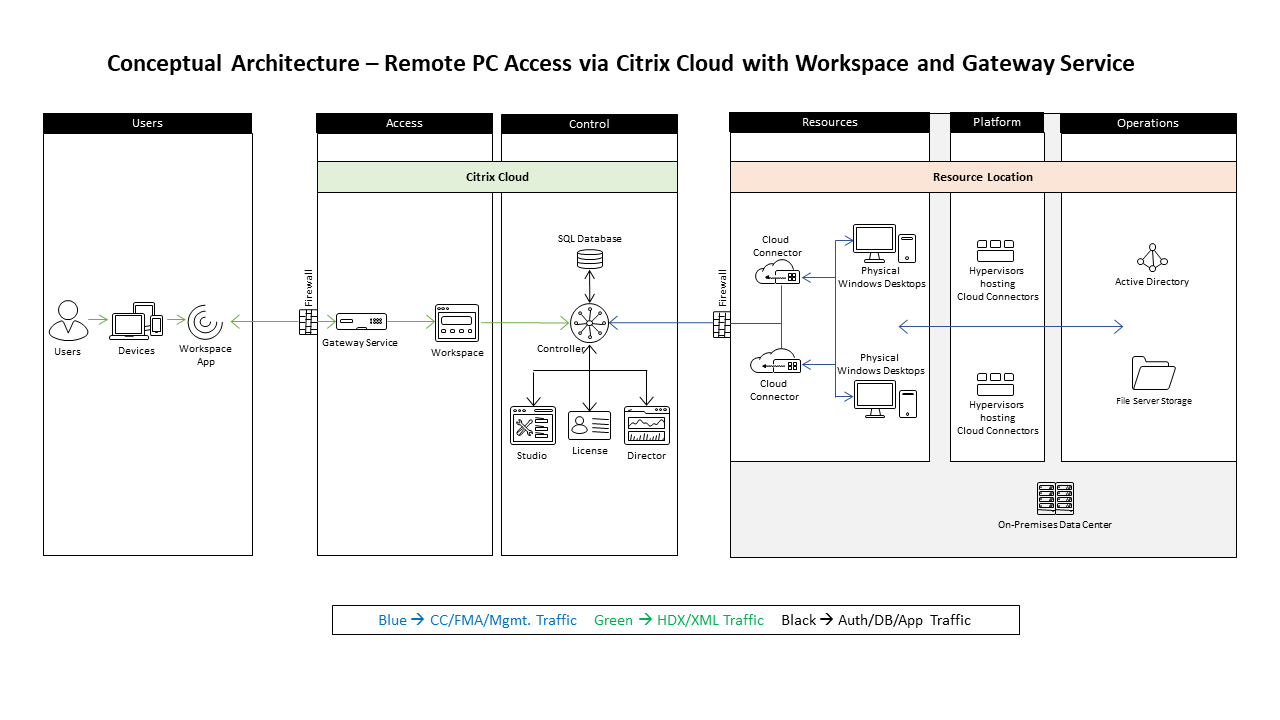 Conceptual Architecture – Remote PC Access via Citrix Cloud with Workspace and Gateway Service
Users
Access
Control
Resources
Platform
Operations
Citrix Cloud
Resource Location
Users
Devices
Workspace
App
Firewall
Gateway Service
Workspace
SQL Database
Controller
Studio
License
Director
Firewall
Cloud
Connector
Physical
Windows Desktops
Physical
Windows Desktops
Cloud
Connector
Hypervisors
hosting
Cloud Connectors
Hypervisors
hosting
Cloud Connectors
Active Directory
File Server Storage
On-Premises Data Center
Blue → CC/FMA/Mgmt. Traffic Green → HDX/XML Traffic Black → Auth/DB/App Traffic